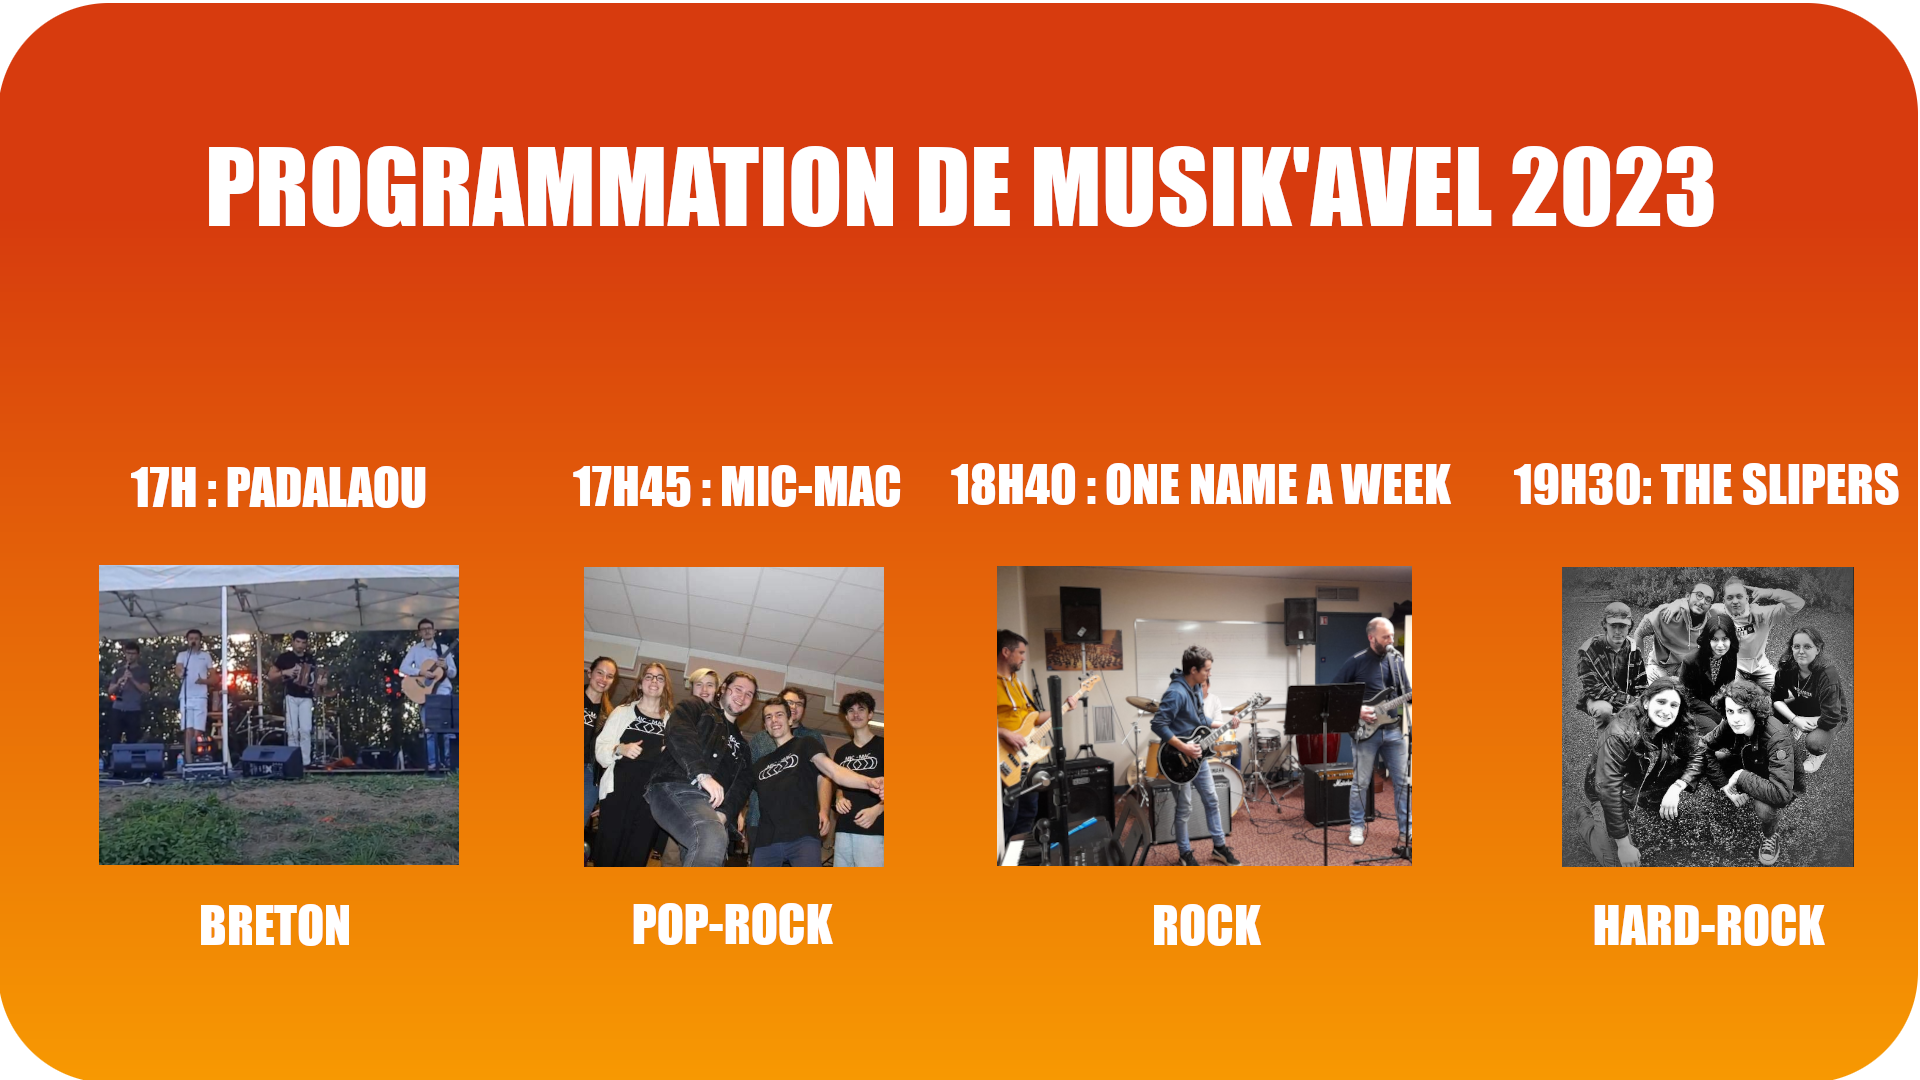 PROGRAMMATION DE MUSIK'AVEL 2023
17H : PADALAOU
17H45 : MIC-MAC
18H40 : ONE NAME A WEEK
19H30: THE SLIPERS
BRETON
POP-ROCK
ROCK
HARD-ROCK